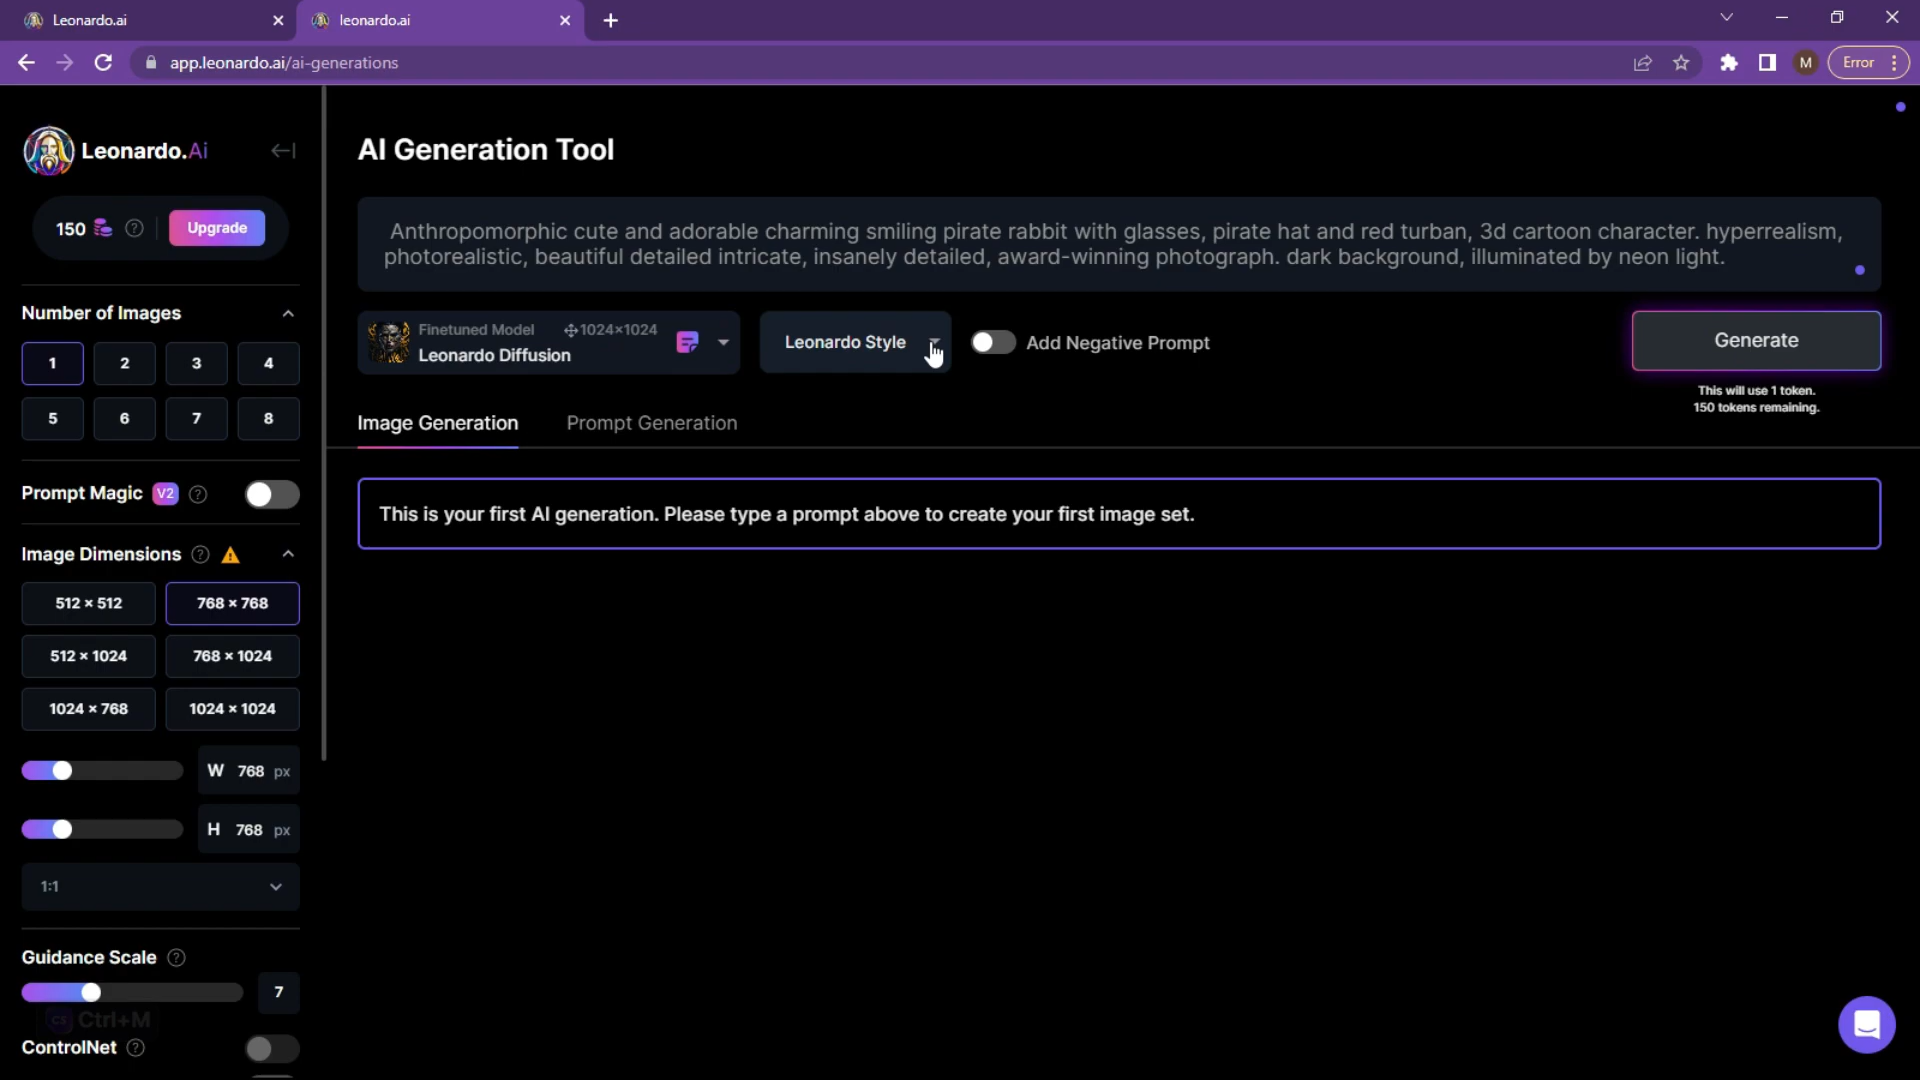 Leonardo.ai
leonardo.ai
app.leonardo.ai/ai-generations
M
Error
Leonardo.Ai
150
Upgrade
Number of Images
1 2 3 4
5 6 7 8
Prompt Magic V2
Image Dimensions
512 × 512 768 × 768
512 × 1024 768 × 1024
1024 × 768 1024 × 1024
W 768 px
H 768 px
1:1
Guidance Scale
7
CS Ctrl+M
ControlNet
AI Generation Tool
Anthropomorphic cute and adorable charming smiling pirate rabbit with glasses, pirate hat and red turban, 3d cartoon character. hyperrealism,
photorealistic, beautiful detailed intricate, insanely detailed, award-winning photograph. dark background, illuminated by neon light.
Finetuned Model 1024×1024
Leonardo Diffusion
Leonardo Style
Add Negative Prompt
Generate
This will use 1 token.
150 tokens remaining.
Image Generation
Prompt Generation
This is your first AI generation. Please type a prompt above to create your first image set.